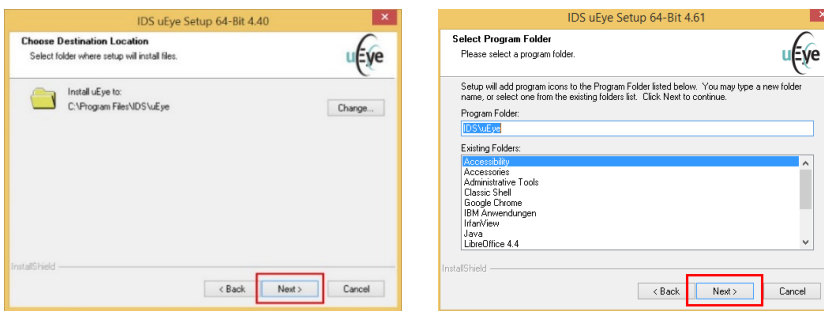 IDS uEye Setup 64-Bit 4.40
Choose Destination Location
Select folder where setup will install files.
uEye
Install uEye to:
C:\Program Files\IDS\uEye
Change...
InstallShield
< Back
Next >
Cancel
IDS uEye Setup 64-Bit 4.61
Select Program Folder
Please select a program folder.
uEye
Setup will add program icons to the Program Folder listed below. You may type a new folder
name, or select one from the existing folders list. Click Next to continue.
Program Folder:
IDS\uEye
Existing Folders:
Accessibility
Accessories
Administrative Tools
Classic Shell
Google Chrome
IBM Anwendungen
IrfanView
Java
LibreOffice 4.4
InstallShield
< Back
Next >
Cancel